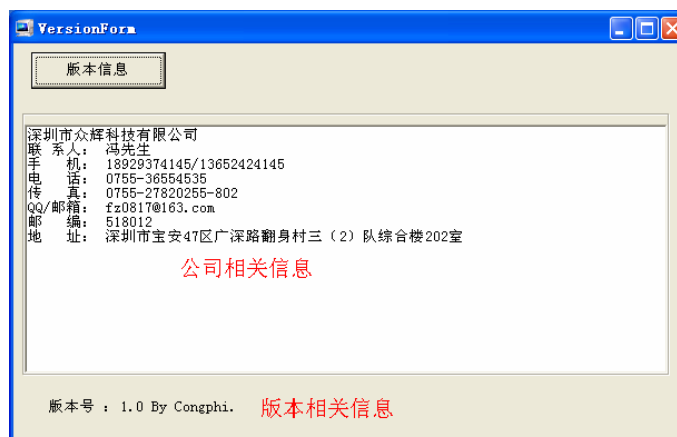 VersionForm
版本信息
深圳市众辉科技有限公司
联 系人： 冯先生
手   机： 18929374145/13652424145
电   话： 0755-36554535
传   真： 0755-27820255-802
QQ/邮箱： fz0817@163.com
邮   编： 518012
地   址： 深圳市宝安47区广深路翻身村三（2）队综合楼202室
公司相关信息
版本号 ：1.0 By Congphi.
版本相关信息